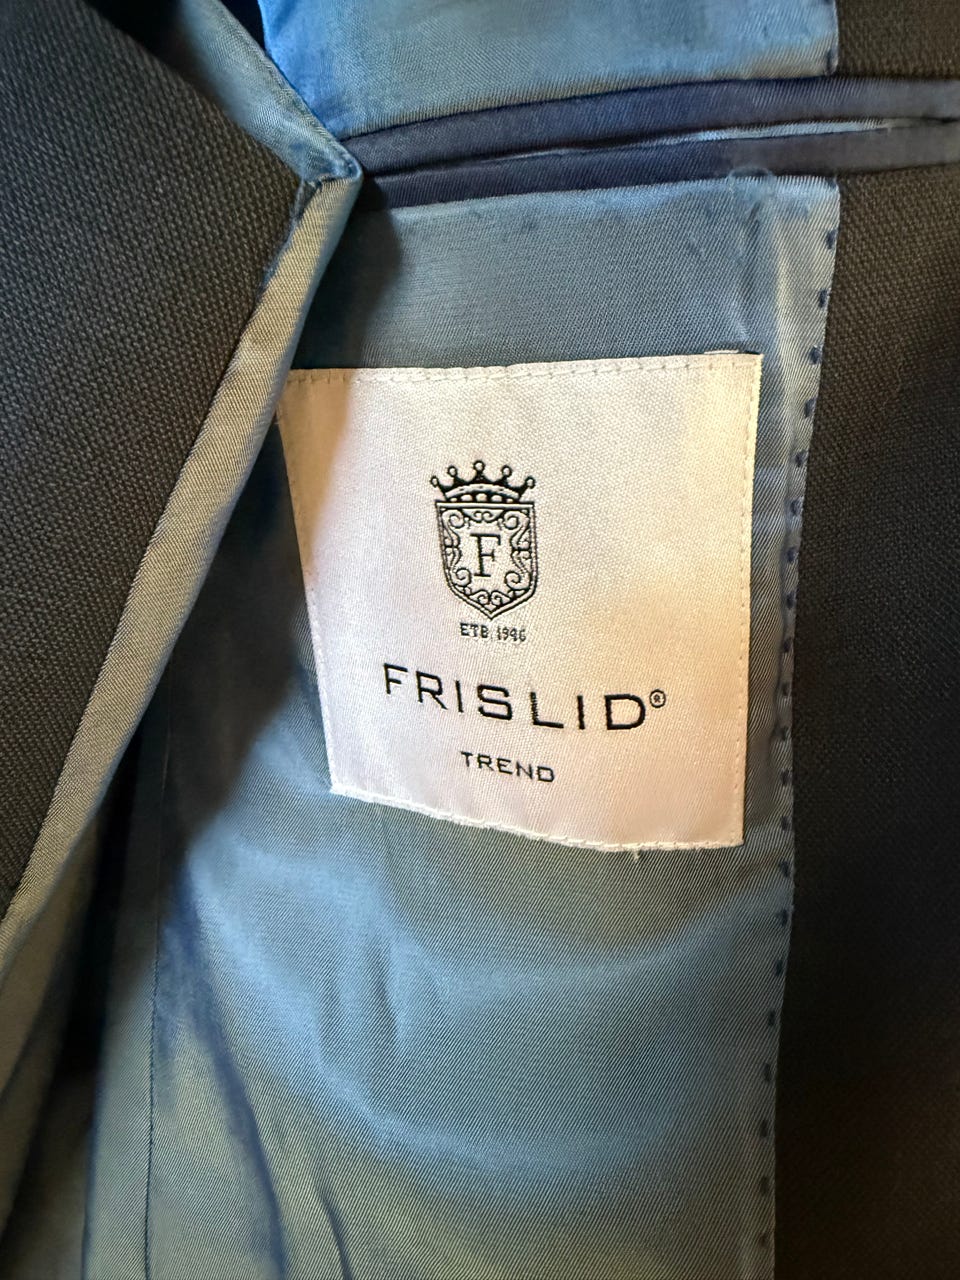 F
ETB 1946
FRISLID®
TREND